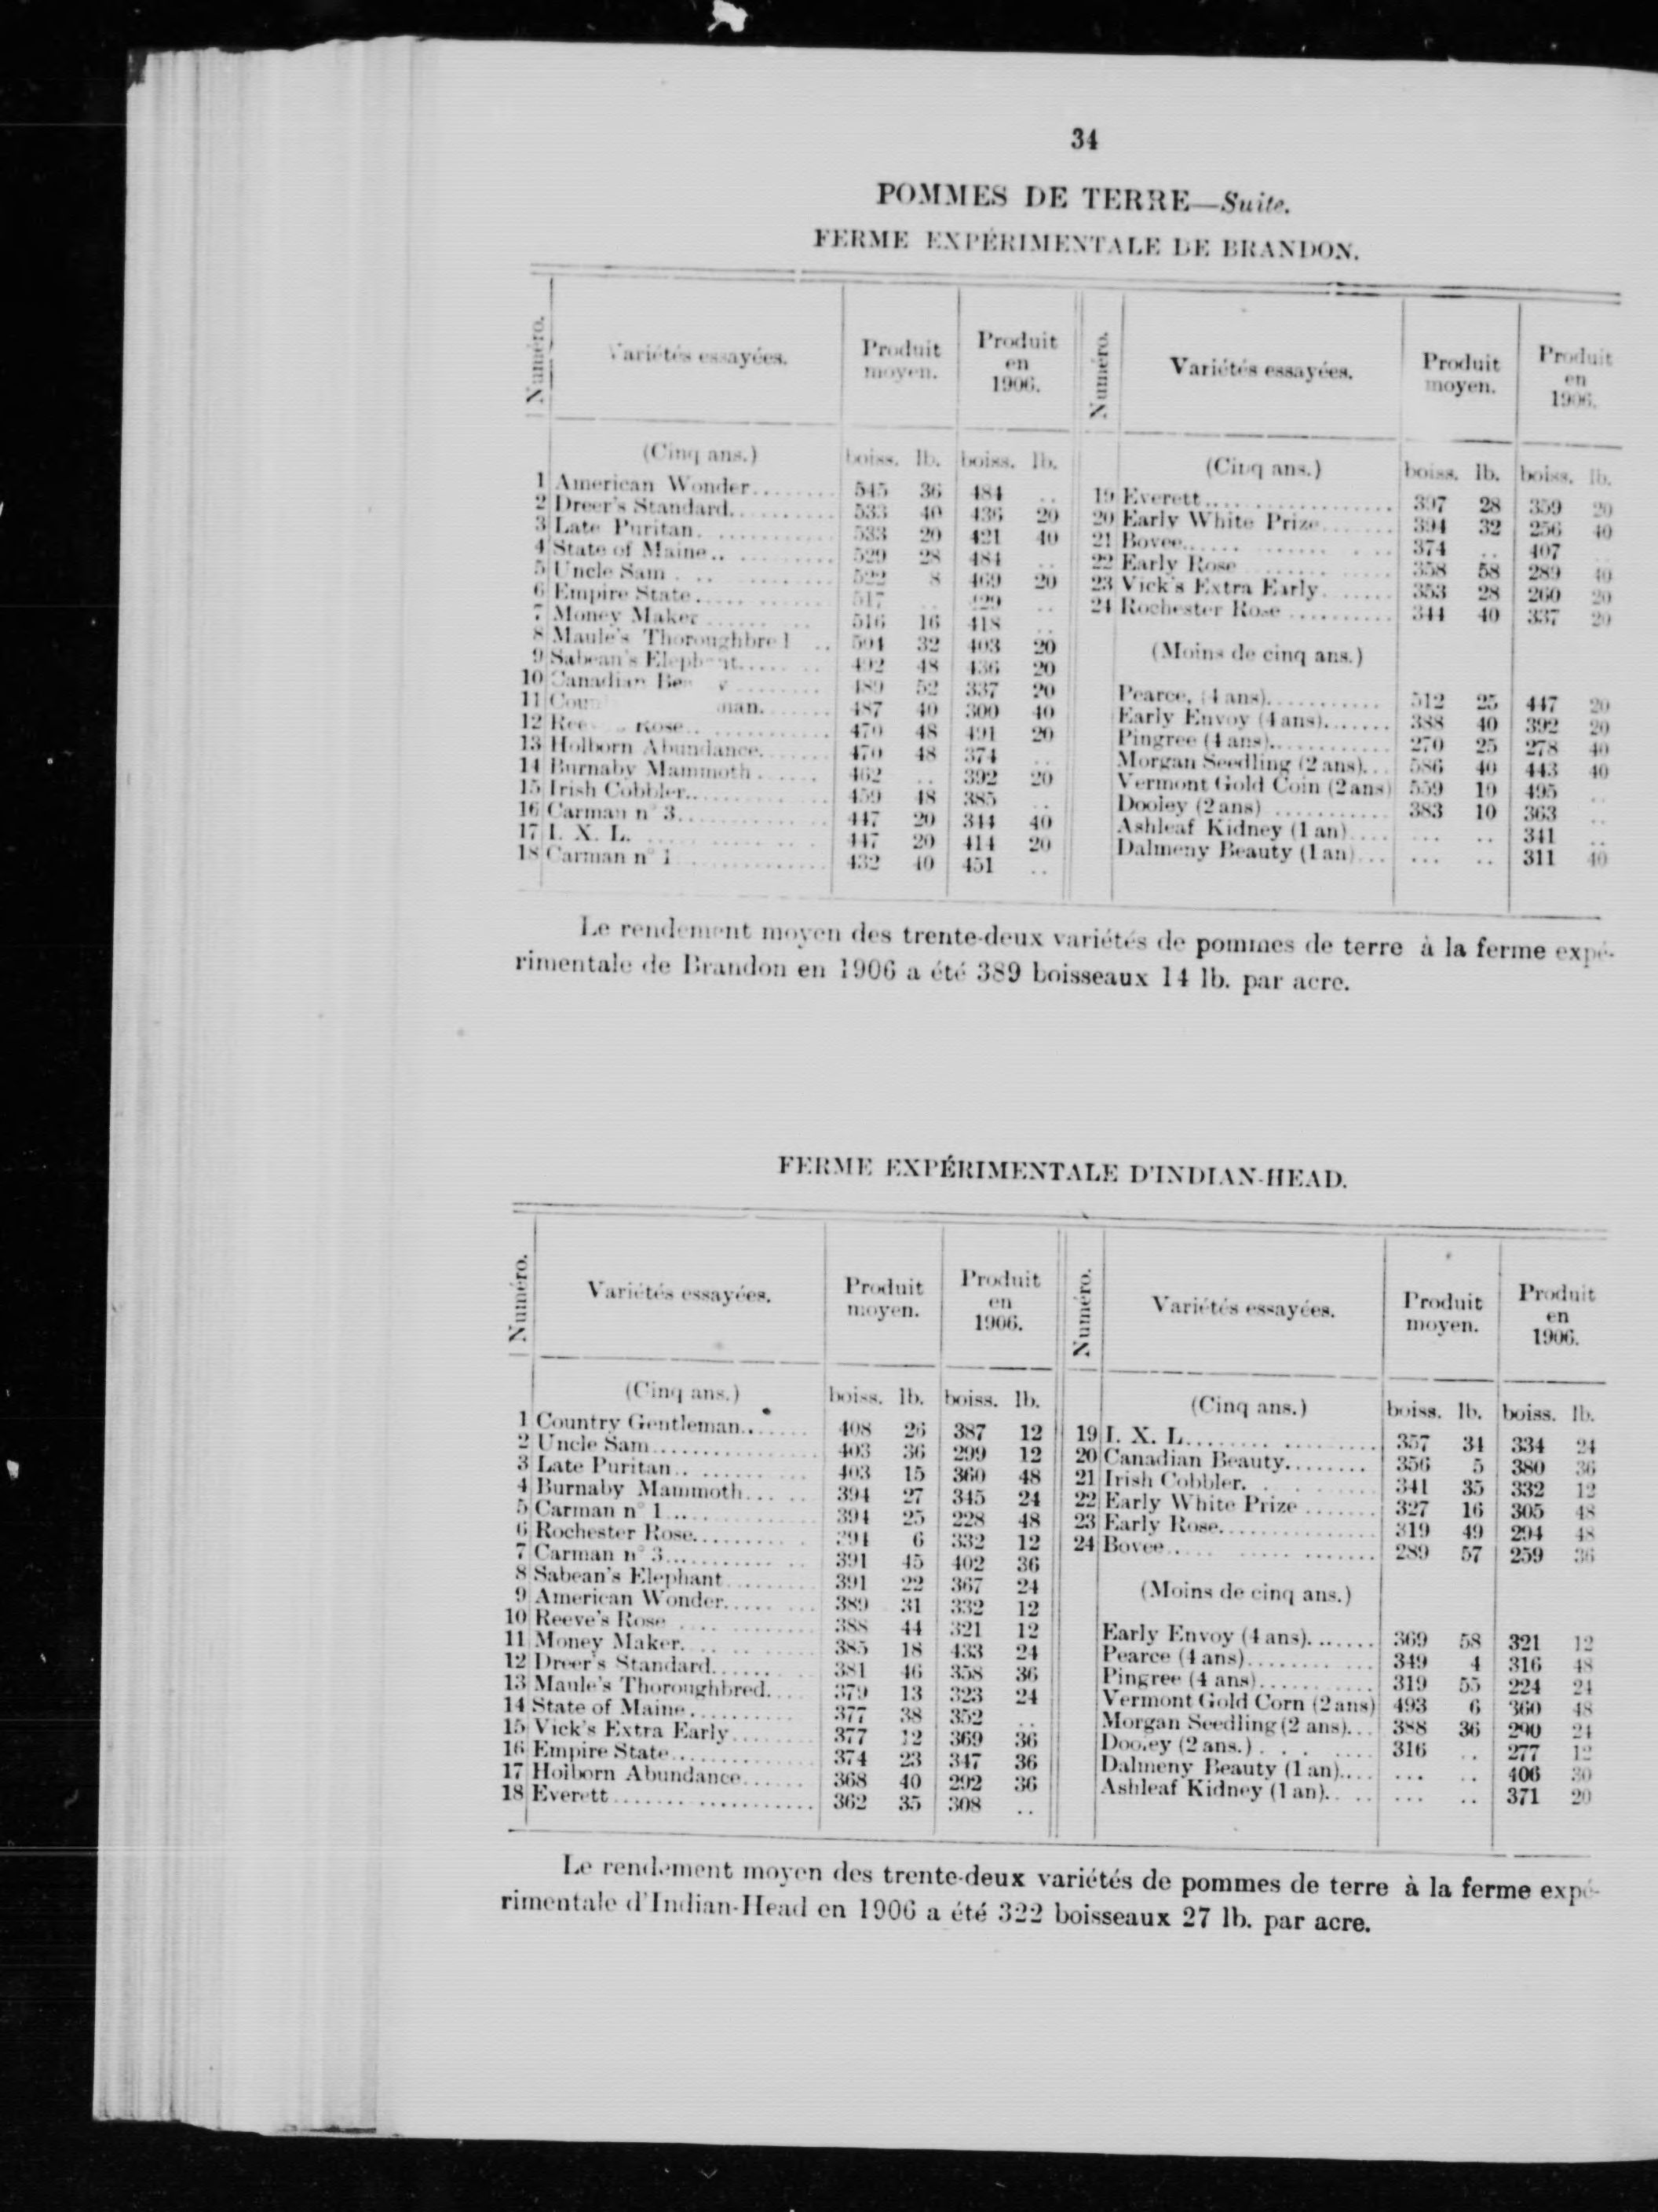 34
POMMES DE TERRE—Suite.
FERME EXPÉRIMENTALE DE BRANDON.
Numéro. Variétés essayées. Produit moyen. Produit en 1906. Numéro. Variétés essayées. Produit moyen. Produit en 1906.
(Cinq ans.) boiss. lb. boiss. lb. (Cinq ans.) boiss. lb. boiss. lb.
1 American Wonder........ 545 36 484 .. 19 Everett.................. 397 28 359 20
2 Dreer's Standard.......... 533 40 436 20 20 Early White Prize....... 394 32 256 40
3 Late Puritan............. 533 20 421 40 21 Bovee................ 374 .. 407 ..
4 State of Maine............ 529 28 484 .. 22 Early Rose ............. 358 58 289 40
5 Uncle Sam ............ 522 8 469 20 23 Vick's Extra Early....... 353 28 260 20
6 Empire State............ 517 .. 429 .. 24 Rochester Rose .......... 344 40 337 20
7 Money Maker ......... 516 16 418 ..
8 Maule's Thoroughbre l .. 504 32 403 20 (Moins de cinq ans.)
9 Sabean's Eleph nt....... 492 48 436 20
10 Canadian Be ........ 489 52 337 20 Pearce, (4 ans)........... 512 25 447 20
11 Coun man....... 487 40 300 40 Early Envoy (4 ans)....... 388 40 392 20
12 Ree Rose............. 470 48 491 20 Pingree (4 ans)............ 270 25 278 40
13 Holborn Abundance....... 470 48 374 .. Morgan Seedling (2 ans)... 586 40 443 40
14 Burnaby Mammoth...... 462 .. 392 20 Vermont Gold Coin (2 ans) 559 10 495 ..
15 Irish Cobbler.............. 459 48 385 .. Dooley (2 ans) ........... 383 10 363 ..
16 Carman n° 3.............. 447 20 344 40 Ashleaf Kidney (1 an).... ... .. 341 ..
17 I. X. L. ............... 447 20 414 20 Dalmeny Beauty (1 an)... ... .. 311 40
18 Carman n° 1 ............. 432 40 451 ..
Le rendement moyen des trente-deux variétés de pommes de terre à la ferme expé-
rimentale de Brandon en 1906 a été 389 boisseaux 14 lb. par acre.
FERME EXPÉRIMENTALE D'INDIAN-HEAD.
Numéro. Variétés essayées. Produit moyen. Produit en 1906. Numéro. Variétés essayées. Produit moyen. Produit en 1906.
(Cinq ans.) boiss. lb. boiss. lb. (Cinq ans.) boiss. lb. boiss. lb.
1 Country Gentleman....... 408 26 387 12 19 I. X. L................. 357 34 334 24
2 Uncle Sam................ 403 36 299 12 20 Canadian Beauty........ 356 5 380 36
3 Late Puritan............. 403 15 360 48 21 Irish Cobbler............ 341 35 332 12
4 Burnaby Mammoth...... 394 27 345 24 22 Early White Prize ....... 327 16 305 48
5 Carman n° 1.............. 394 25 228 48 23 Early Rose............... 319 49 294 48
6 Rochester Rose........... 394 6 332 12 24 Bovee............... 289 57 259 36
7 Carman n° 3.............. 391 45 402 36
8 Sabean's Elephant......... 391 22 367 24 (Moins de cinq ans.)
9 American Wonder........ 389 31 332 12
10 Reeve's Rose ............. 388 44 321 12 Early Envoy (4 ans)....... 369 58 321 12
11 Money Maker........... 385 18 433 24 Pearce (4 ans)............ 349 4 316 48
12 Dreer's Standard......... 381 46 358 36 Pingree (4 ans)........... 319 55 224 24
13 Maule's Thoroughbred.... 379 13 323 24 Vermont Gold Corn (2 ans) 493 6 360 48
14 State of Maine.......... 377 38 352 .. Morgan Seedling (2 ans)... 388 36 290 24
15 Vick's Extra Early........ 377 12 369 36 Dooley (2 ans.)........ 316 .. 277 12
16 Empire State.............. 374 23 347 36 Dalmeny Beauty (1 an).... ... .. 406 30
17 Holborn Abundance...... 368 40 292 36 Ashleaf Kidney (1 an).... ... .. 371 20
18 Everett................... 362 35 308 ..
Le rendement moyen des trente-deux variétés de pommes de terre à la ferme expé-
rimentale d'Indian-Head en 1906 a été 322 boisseaux 27 lb. par acre.